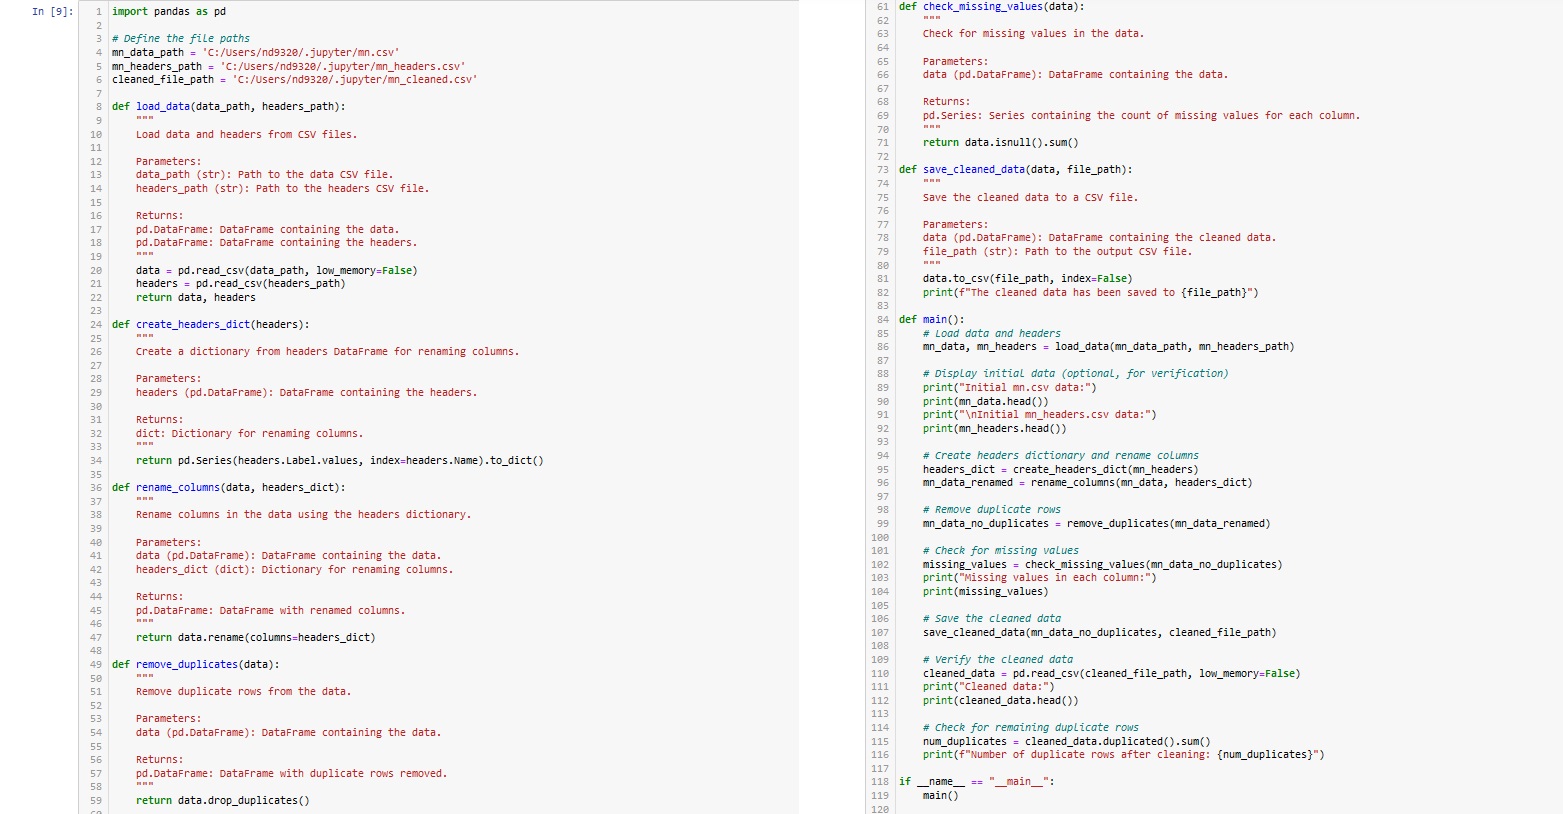 In [9]:
1 import pandas as pd
2
3 # Define the file paths
4 mn_data_path = 'C:/Users/nd9320/.jupyter/mn.csv'
5 mn_headers_path = 'C:/Users/nd9320/.jupyter/mn_headers.csv'
6 cleaned_file_path = 'C:/Users/nd9320/.jupyter/mn_cleaned.csv'
7
8 def load_data(data_path, headers_path):
9     """
10     Load data and headers from CSV files.
11
12     Parameters:
13     data_path (str): Path to the data CSV file.
14     headers_path (str): Path to the headers CSV file.
15
16     Returns:
17     pd.DataFrame: DataFrame containing the data.
18     pd.DataFrame: DataFrame containing the headers.
19     """
20     data = pd.read_csv(data_path, low_memory=False)
21     headers = pd.read_csv(headers_path)
22     return data, headers
23
24 def create_headers_dict(headers):
25     """
26     Create a dictionary from headers DataFrame for renaming columns.
27
28     Parameters:
29     headers (pd.DataFrame): DataFrame containing the headers.
30
31     Returns:
32     dict: Dictionary for renaming columns.
33     """
34     return pd.Series(headers.Label.values, index=headers.Name).to_dict()
35
36 def rename_columns(data, headers_dict):
37     """
38     Rename columns in the data using the headers dictionary.
39
40     Parameters:
41     data (pd.DataFrame): DataFrame containing the data.
42     headers_dict (dict): Dictionary for renaming columns.
43
44     Returns:
45     pd.DataFrame: DataFrame with renamed columns.
46     """
47     return data.rename(columns=headers_dict)
48
49 def remove_duplicates(data):
50     """
51     Remove duplicate rows from the data.
52
53     Parameters:
54     data (pd.DataFrame): DataFrame containing the data.
55
56     Returns:
57     pd.DataFrame: DataFrame with duplicate rows removed.
58     """
59     return data.drop_duplicates()
60
61 def check_missing_values(data):
62     """
63     Check for missing values in the data.
64
65     Parameters:
66     data (pd.DataFrame): DataFrame containing the data.
67
68     Returns:
69     pd.Series: Series containing the count of missing values for each column.
70     """
71     return data.isnull().sum()
72
73 def save_cleaned_data(data, file_path):
74     """
75     Save the cleaned data to a CSV file.
76
77     Parameters:
78     data (pd.DataFrame): DataFrame containing the cleaned data.
79     file_path (str): Path to the output CSV file.
80     """
81     data.to_csv(file_path, index=False)
82     print(f"The cleaned data has been saved to {file_path}")
83
84 def main():
85     # Load data and headers
86     mn_data, mn_headers = load_data(mn_data_path, mn_headers_path)
87
88     # Display initial data (optional, for verification)
89     print("Initial mn.csv data:")
90     print(mn_data.head())
91     print("\nInitial mn_headers.csv data:")
92     print(mn_headers.head())
93
94     # Create headers dictionary and rename columns
95     headers_dict = create_headers_dict(mn_headers)
96     mn_data_renamed = rename_columns(mn_data, headers_dict)
97
98     # Remove duplicate rows
99     mn_data_no_duplicates = remove_duplicates(mn_data_renamed)
100
101     # Check for missing values
102     missing_values = check_missing_values(mn_data_no_duplicates)
103     print("Missing values in each column:")
104     print(missing_values)
105
106     # Save the cleaned data
107     save_cleaned_data(mn_data_no_duplicates, cleaned_file_path)
108
109     # Verify the cleaned data
110     cleaned_data = pd.read_csv(cleaned_file_path, low_memory=False)
111     print("Cleaned data:")
112     print(cleaned_data.head())
113
114     # Check for remaining duplicate rows
115     num_duplicates = cleaned_data.duplicated().sum()
116     print(f"Number of duplicate rows after cleaning: {num_duplicates}")
117
118 if __name__ == "__main__":
119     main()
120